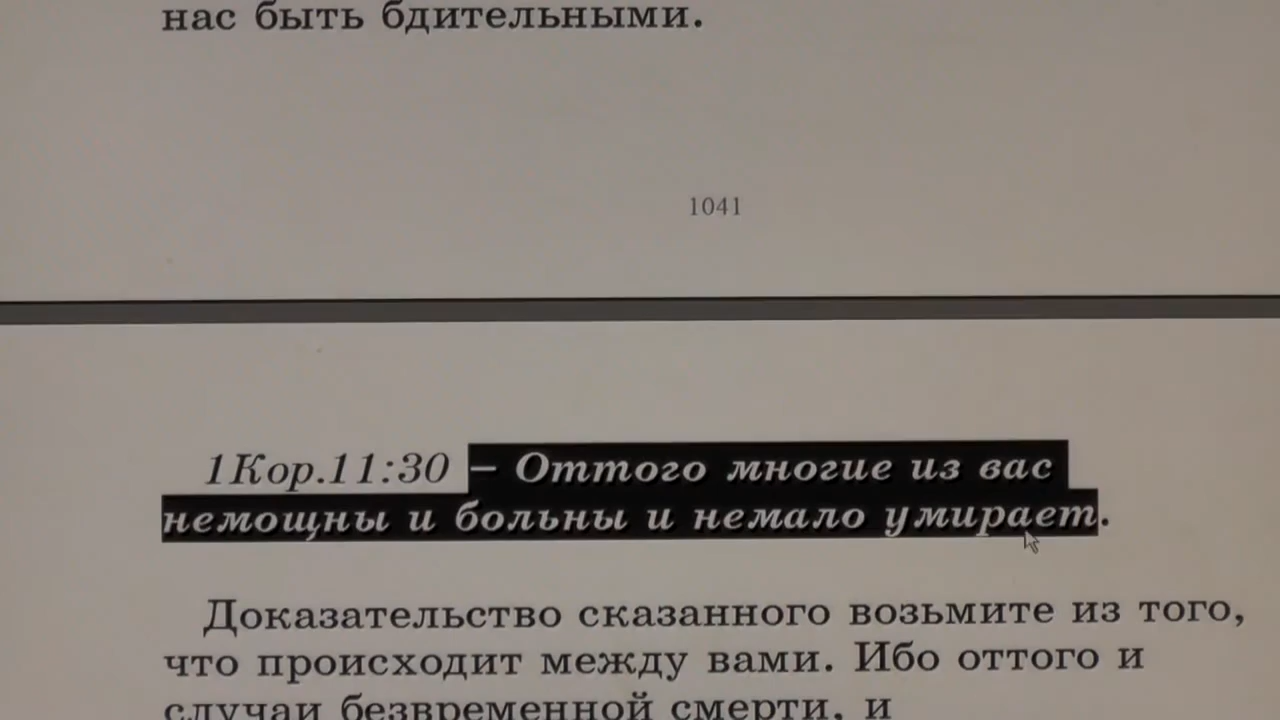 нас быть бдительными.
1041
1Кор.11:30 – Оттого многие из вас
немощны и больны и немало умирает.
Доказательство сказанного возьмите из того,
что происходит между вами. Ибо оттого и
случаи безвременной смерти, и